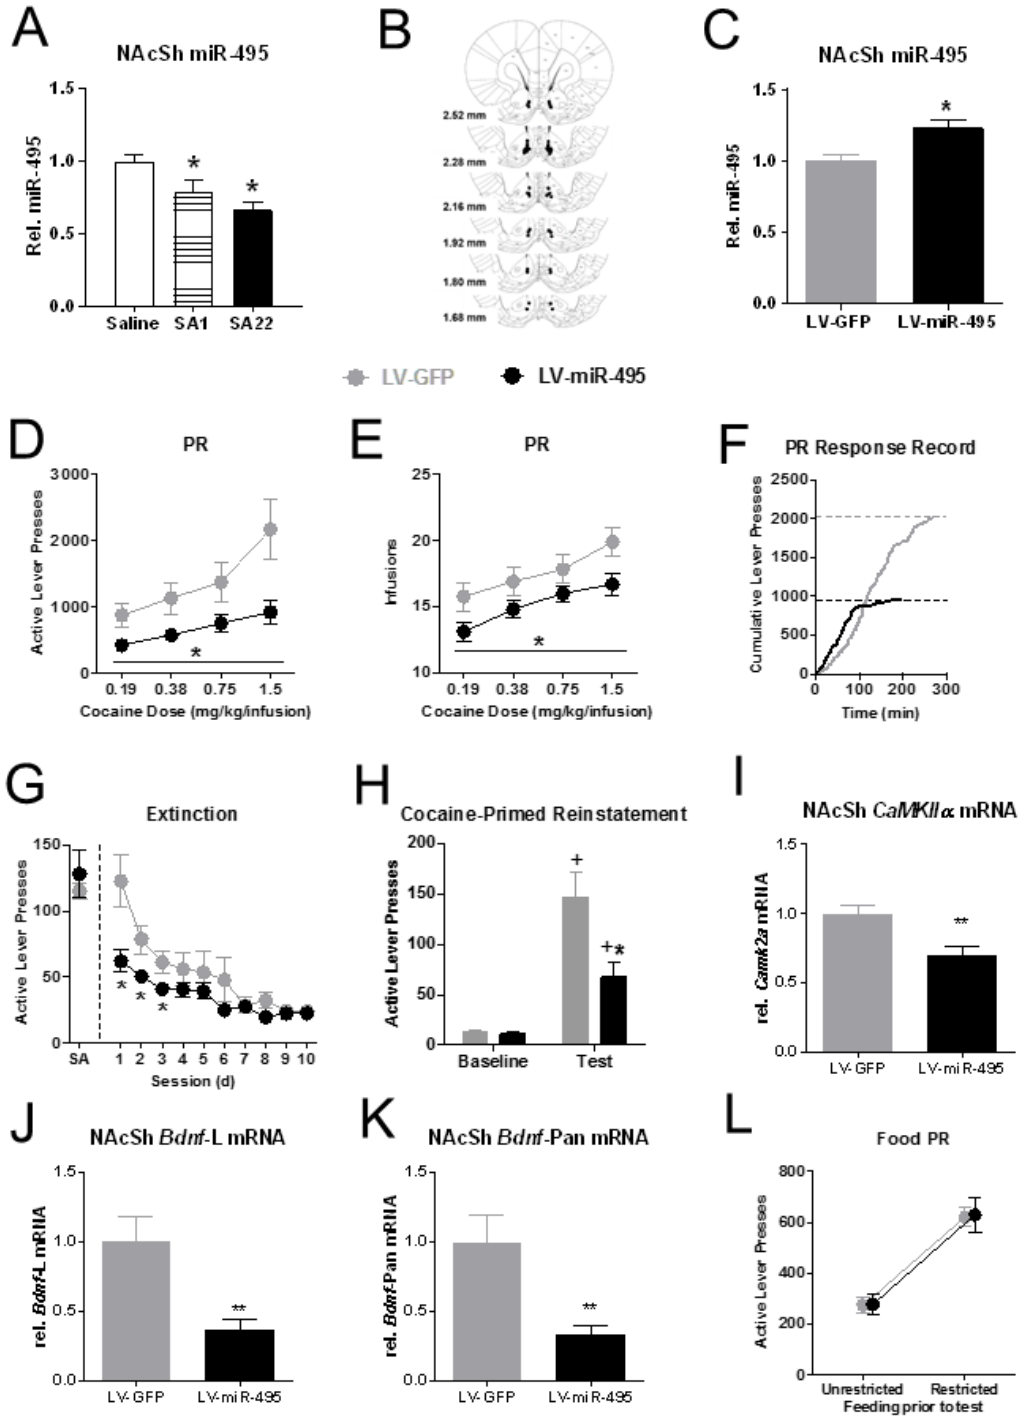 A
NAcSh miR-495
Rel. miR-495
1.5
1.0
0.5
0.0
*
*
Saline SA1 SA22
B
2.52 mm
2.28 mm
2.16 mm
1.92 mm
1.80 mm
1.68 mm
C
NAcSh miR-495
Rel. miR-495
1.5
1.0
0.5
0.0
*
LV-GFP LV-miR-495
LV-GFP LV-miR-495
D
PR
Active Lever Presses
3000
2000
1000
0
*
0.19 0.38 0.75 1.5
Cocaine Dose (mg/kg/infusion)
E
PR
Infusions
25
20
15
10
*
0.19 0.38 0.75 1.5
Cocaine Dose (mg/kg/infusion)
F
PR Response Record
Cumulative Lever Presses
2500
2000
1500
1000
500
0
0 100 200 300
Time (min)
G
Extinction
Active Lever Presses
150
100
50
0
* * *
SA 1 2 3 4 5 6 7 8 9 10
Session (d)
H
Cocaine-Primed Reinstatement
Active Lever Presses
200
150
100
50
0
+
+*
Baseline Test
I
NAcSh CaMKIIα mRNA
rel. Camk2a mRNA
1.5
1.0
0.5
0.0
**
LV-GFP LV-miR-495
J
NAcSh Bdnf-L mRNA
rel. Bdnf-L mRNA
1.5
1.0
0.5
0.0
**
LV-GFP LV-miR-495
K
NAcSh Bdnf-Pan mRNA
rel. Bdnf-Pan mRNA
1.5
1.0
0.5
0.0
**
LV-GFP LV-miR-495
L
Food PR
Active Lever Presses
800
600
400
200
0
Unrestricted Restricted
Feeding prior to test